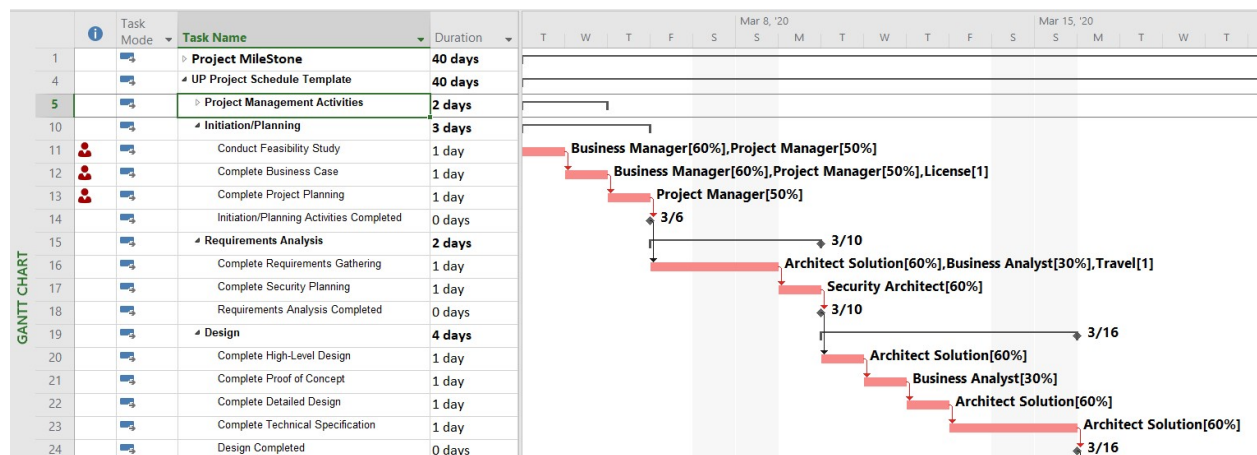 Mar 8, '20 Mar 15, '20
Task Mode Task Name Duration T W T F S S M T W T F S S M T W T
1 Project MileStone 40 days
4 UP Project Schedule Template 40 days
5 Project Management Activities 2 days
10 Initiation/Planning 3 days
11 Conduct Feasibility Study 1 day Business Manager[60%],Project Manager[50%]
12 Complete Business Case 1 day Business Manager[60%],Project Manager[50%],License[1]
13 Complete Project Planning 1 day Project Manager[50%]
14 Initiation/Planning Activities Completed 0 days 3/6
15 Requirements Analysis 2 days 3/10
16 Complete Requirements Gathering 1 day Architect Solution[60%],Business Analyst[30%],Travel[1]
17 Complete Security Planning 1 day Security Architect[60%]
18 Requirements Analysis Completed 0 days 3/10
19 Design 4 days 3/16
20 Complete High-Level Design 1 day Architect Solution[60%]
21 Complete Proof of Concept 1 day Business Analyst[30%]
22 Complete Detailed Design 1 day Architect Solution[60%]
23 Complete Technical Specification 1 day Architect Solution[60%]
24 Design Completed 0 days 3/16
GANTT CHART